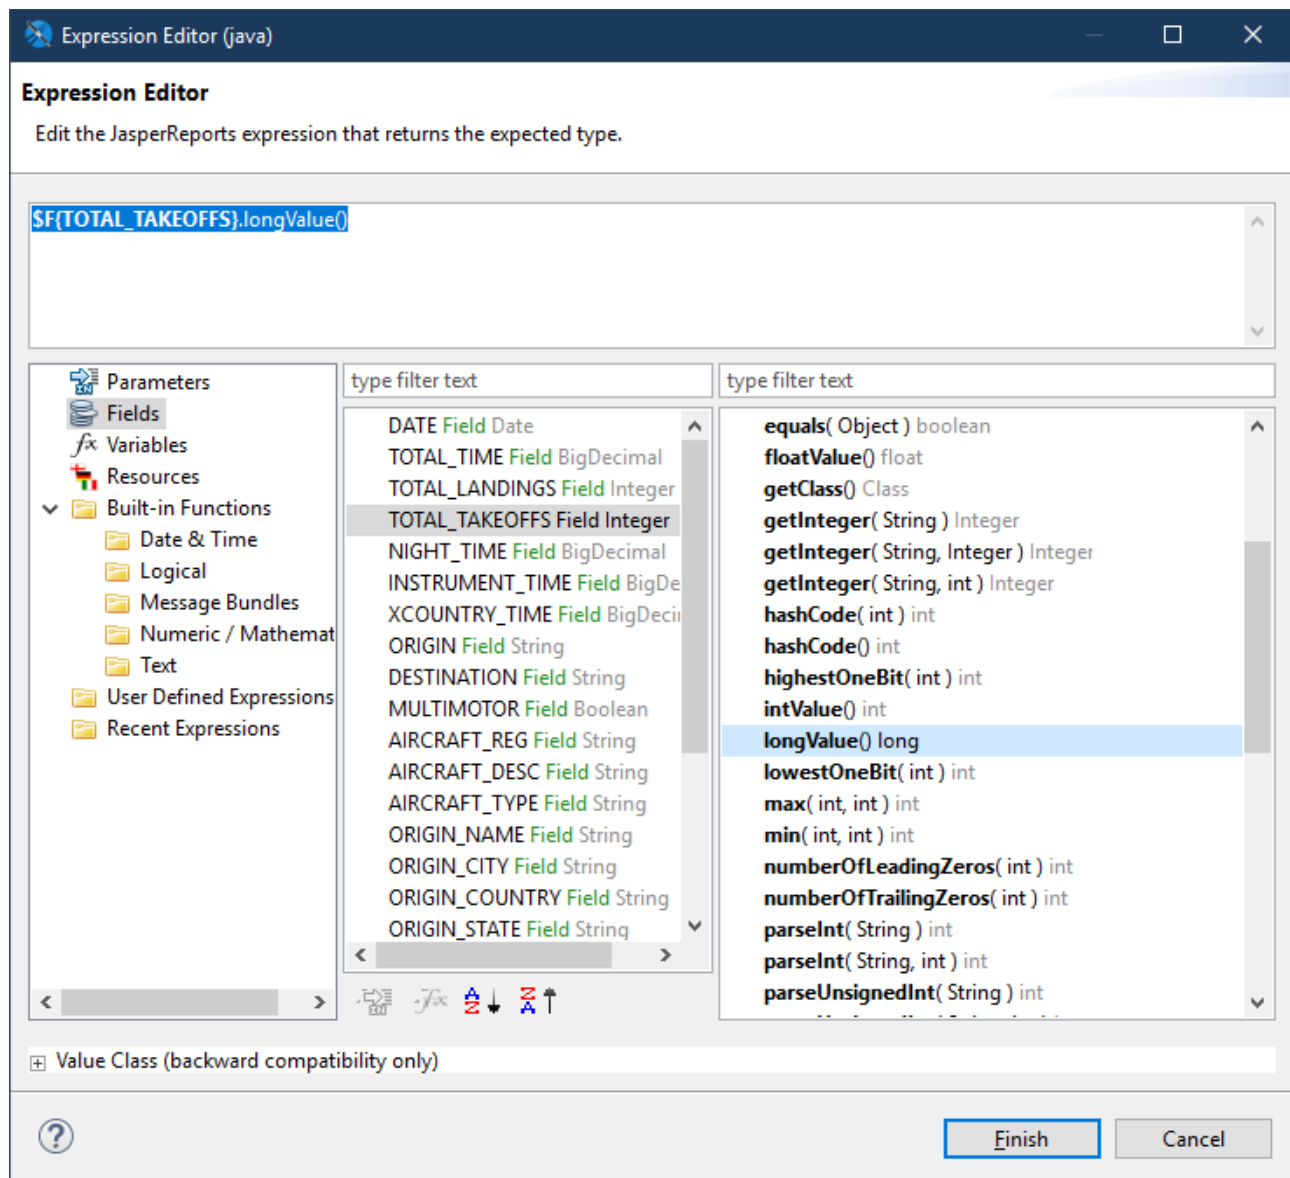 Expression Editor (java)
Expression Editor
Edit the JasperReports expression that returns the expected type.
$F{TOTAL_TAKEOFFS}.longValue()
Parameters
Fields
Variables
Resources
Built-in Functions
Date & Time
Logical
Message Bundles
Numeric / Mathemat
Text
User Defined Expressions
Recent Expressions
type filter text
DATE Field Date
TOTAL_TIME Field BigDecimal
TOTAL_LANDINGS Field Integer
TOTAL_TAKEOFFS Field Integer
NIGHT_TIME Field BigDecimal
INSTRUMENT_TIME Field BigDe
XCOUNTRY_TIME Field BigDeci
ORIGIN Field String
DESTINATION Field String
MULTIMOTOR Field Boolean
AIRCRAFT_REG Field String
AIRCRAFT_DESC Field String
AIRCRAFT_TYPE Field String
ORIGIN_NAME Field String
ORIGIN_CITY Field String
ORIGIN_COUNTRY Field String
ORIGIN_STATE Field String
type filter text
equals( Object ) boolean
floatValue() float
getClass() Class
getInteger( String ) Integer
getInteger( String, Integer ) Integer
getInteger( String, int ) Integer
hashCode( int ) int
hashCode() int
highestOneBit( int ) int
intValue() int
longValue() long
lowestOneBit( int ) int
max( int, int ) int
min( int, int ) int
numberOfLeadingZeros( int ) int
numberOfTrailingZeros( int ) int
parseInt( String ) int
parseInt( String, int ) int
parseUnsignedInt( String ) int
Value Class (backward compatibility only)
Finish
Cancel